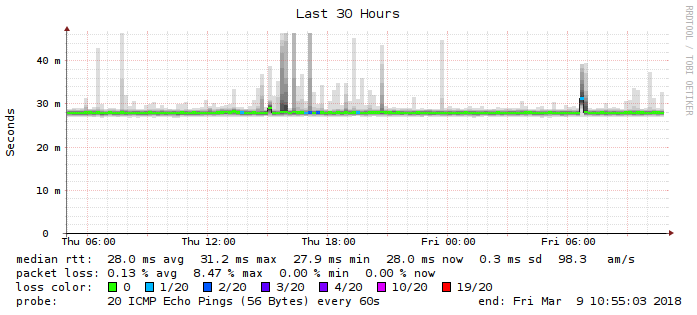 Last 30 Hours
RRDTOOL / TOBI OETIKER
Seconds
40 m
30 m
20 m
10 m
0
Thu 06:00 Thu 12:00 Thu 18:00 Fri 00:00 Fri 06:00
median rtt: 28.0 ms avg 31.2 ms max 27.9 ms min 28.0 ms now 0.3 ms sd 98.3 am/s
packet loss: 0.13 % avg 8.47 % max 0.00 % min 0.00 % now
loss color: 0 1/20 2/20 3/20 4/20 10/20 19/20
probe: 20 ICMP Echo Pings (56 Bytes) every 60s end: Fri Mar 9 10:55:03 2018